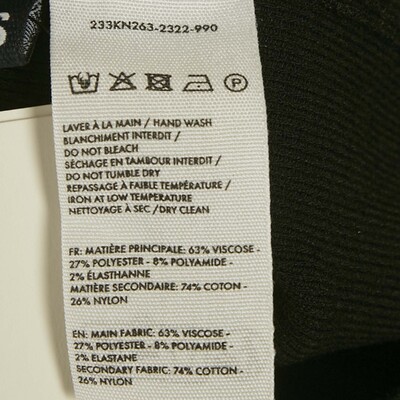 S
233KN263-2322-990
P
LAVER À LA MAIN / HAND WASH
BLANCHIMENT INTERDIT /
DO NOT BLEACH
SÉCHAGE EN TAMBOUR INTERDIT /
DO NOT TUMBLE DRY
REPASSAGE À FAIBLE TEMPÉRATURE /
IRON AT LOW TEMPERATURE
NETTOYAGE À SEC /DRY CLEAN
FR: MATIÈRE PRINCIPALE: 63% VISCOSE -
27% POLYESTER - 8% POLYAMIDE -
2% ÉLASTHANNE
MATIÈRE SECONDAIRE: 74% COTON -
26% NYLON
EN: MAIN FABRIC: 63% VISCOSE -
27% POLYESTER - 8% POLYAMIDE -
2% ELASTANE
SECONDARY FABRIC: 74% COTON -
26% NYLON